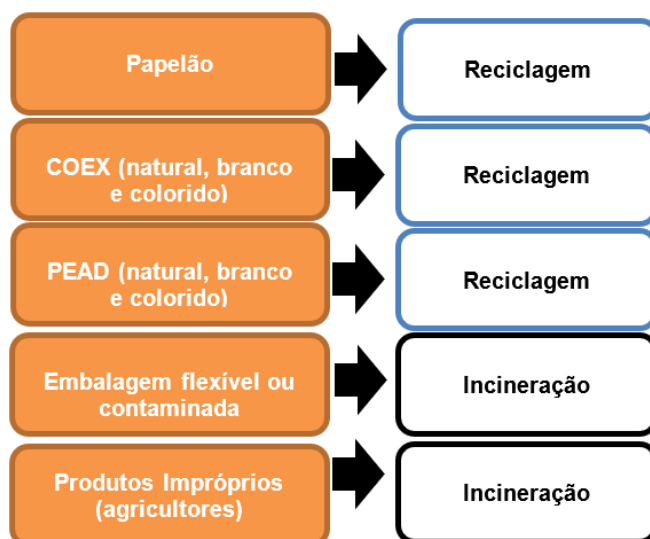 Papelão
Reciclagem
COEX (natural, branco
e colorido)
Reciclagem
PEAD (natural, branco
e colorido)
Reciclagem
Embalagem flexível ou
contaminada
Incineração
Produtos Impróprios
(agricultores)
Incineração